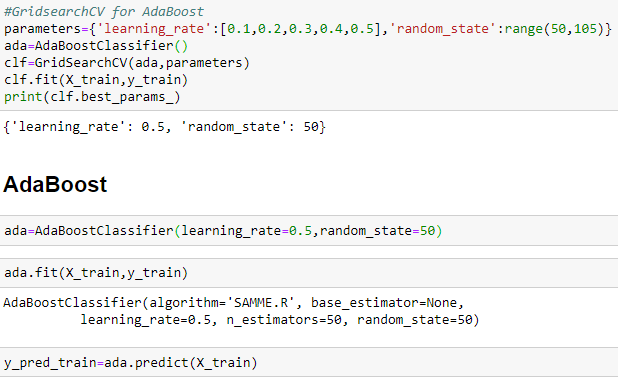 #GridsearchCV for AdaBoost
parameters={'learning_rate':[0.1,0.2,0.3,0.4,0.5],'random_state':range(50,105)}
ada=AdaBoostClassifier()
clf=GridSearchCV(ada,parameters)
clf.fit(X_train,y_train)
print(clf.best_params_)
{'learning_rate': 0.5, 'random_state': 50}
AdaBoost
ada=AdaBoostClassifier(learning_rate=0.5,random_state=50)
ada.fit(X_train,y_train)
AdaBoostClassifier(algorithm='SAMME.R', base_estimator=None,
learning_rate=0.5, n_estimators=50, random_state=50)
y_pred_train=ada.predict(X_train)